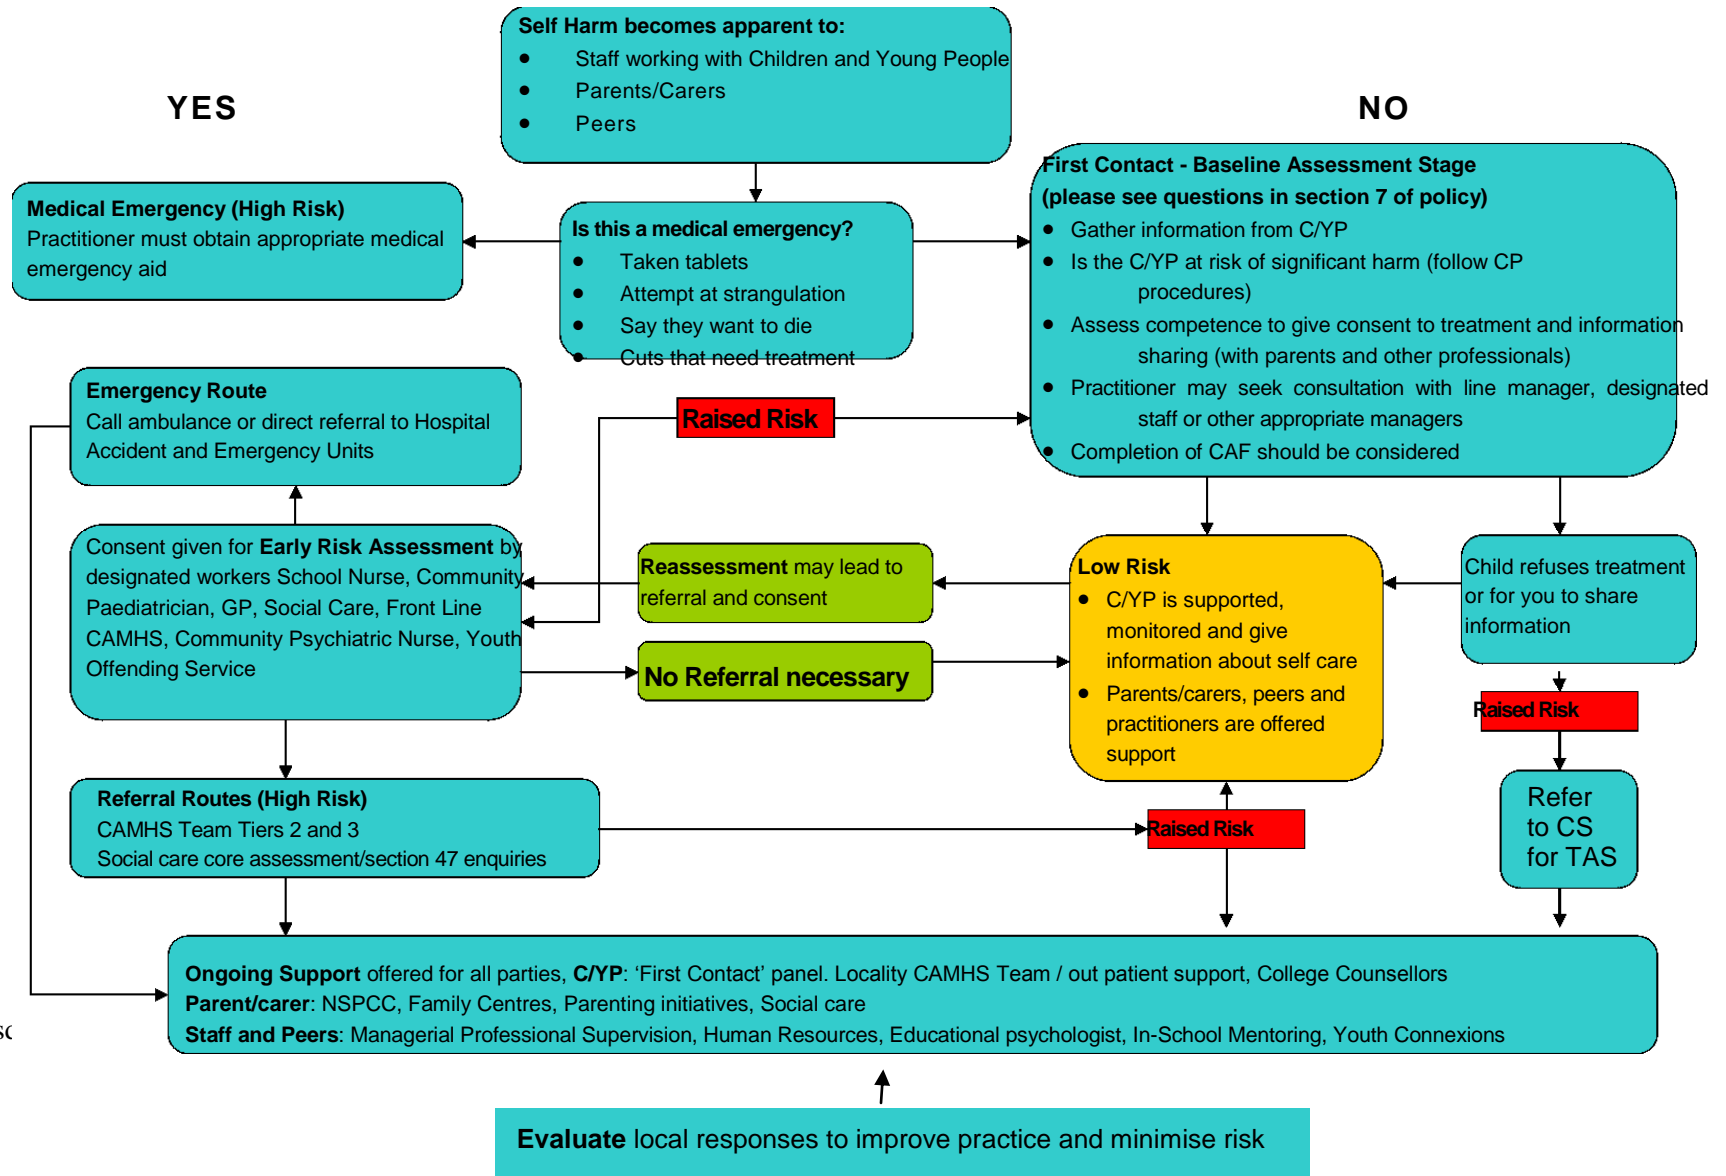 Self Harm becomes apparent to:
• Staff working with Children and Young People
• Parents/Carers
• Peers
YES
NO
Medical Emergency (High Risk)
Practitioner must obtain appropriate medical
emergency aid
Is this a medical emergency?
• Taken tablets
• Attempt at strangulation
• Say they want to die
• Cuts that need treatment
First Contact - Baseline Assessment Stage
(please see questions in section 7 of policy)
• Gather information from C/YP
• Is the C/YP at risk of significant harm (follow CP
procedures)
• Assess competence to give consent to treatment and information
sharing (with parents and other professionals)
• Practitioner may seek consultation with line manager, designated
staff or other appropriate managers
• Completion of CAF should be considered
Emergency Route
Call ambulance or direct referral to Hospital
Accident and Emergency Units
Raised Risk
Consent given for Early Risk Assessment by
designated workers School Nurse, Community
Paediatrician, GP, Social Care, Front Line
CAMHS, Community Psychiatric Nurse, Youth
Offending Service
Reassessment may lead to
referral and consent
No Referral necessary
Low Risk
• C/YP is supported,
monitored and give
information about self care
• Parents/carers, peers and
practitioners are offered
support
Child refuses treatment
or for you to share
information
Raised Risk
Referral Routes (High Risk)
CAMHS Team Tiers 2 and 3
Social care core assessment/section 47 enquiries
Raised Risk
Refer
to CS
for TAS
Ongoing Support offered for all parties, C/YP: ‘First Contact’ panel. Locality CAMHS Team / out patient support, College Counsellors
Parent/carer: NSPCC, Family Centres, Parenting initiatives, Social care
Staff and Peers: Managerial Professional Supervision, Human Resources, Educational psychologist, In-School Mentoring, Youth Connexions
Evaluate local responses to improve practice and minimise risk